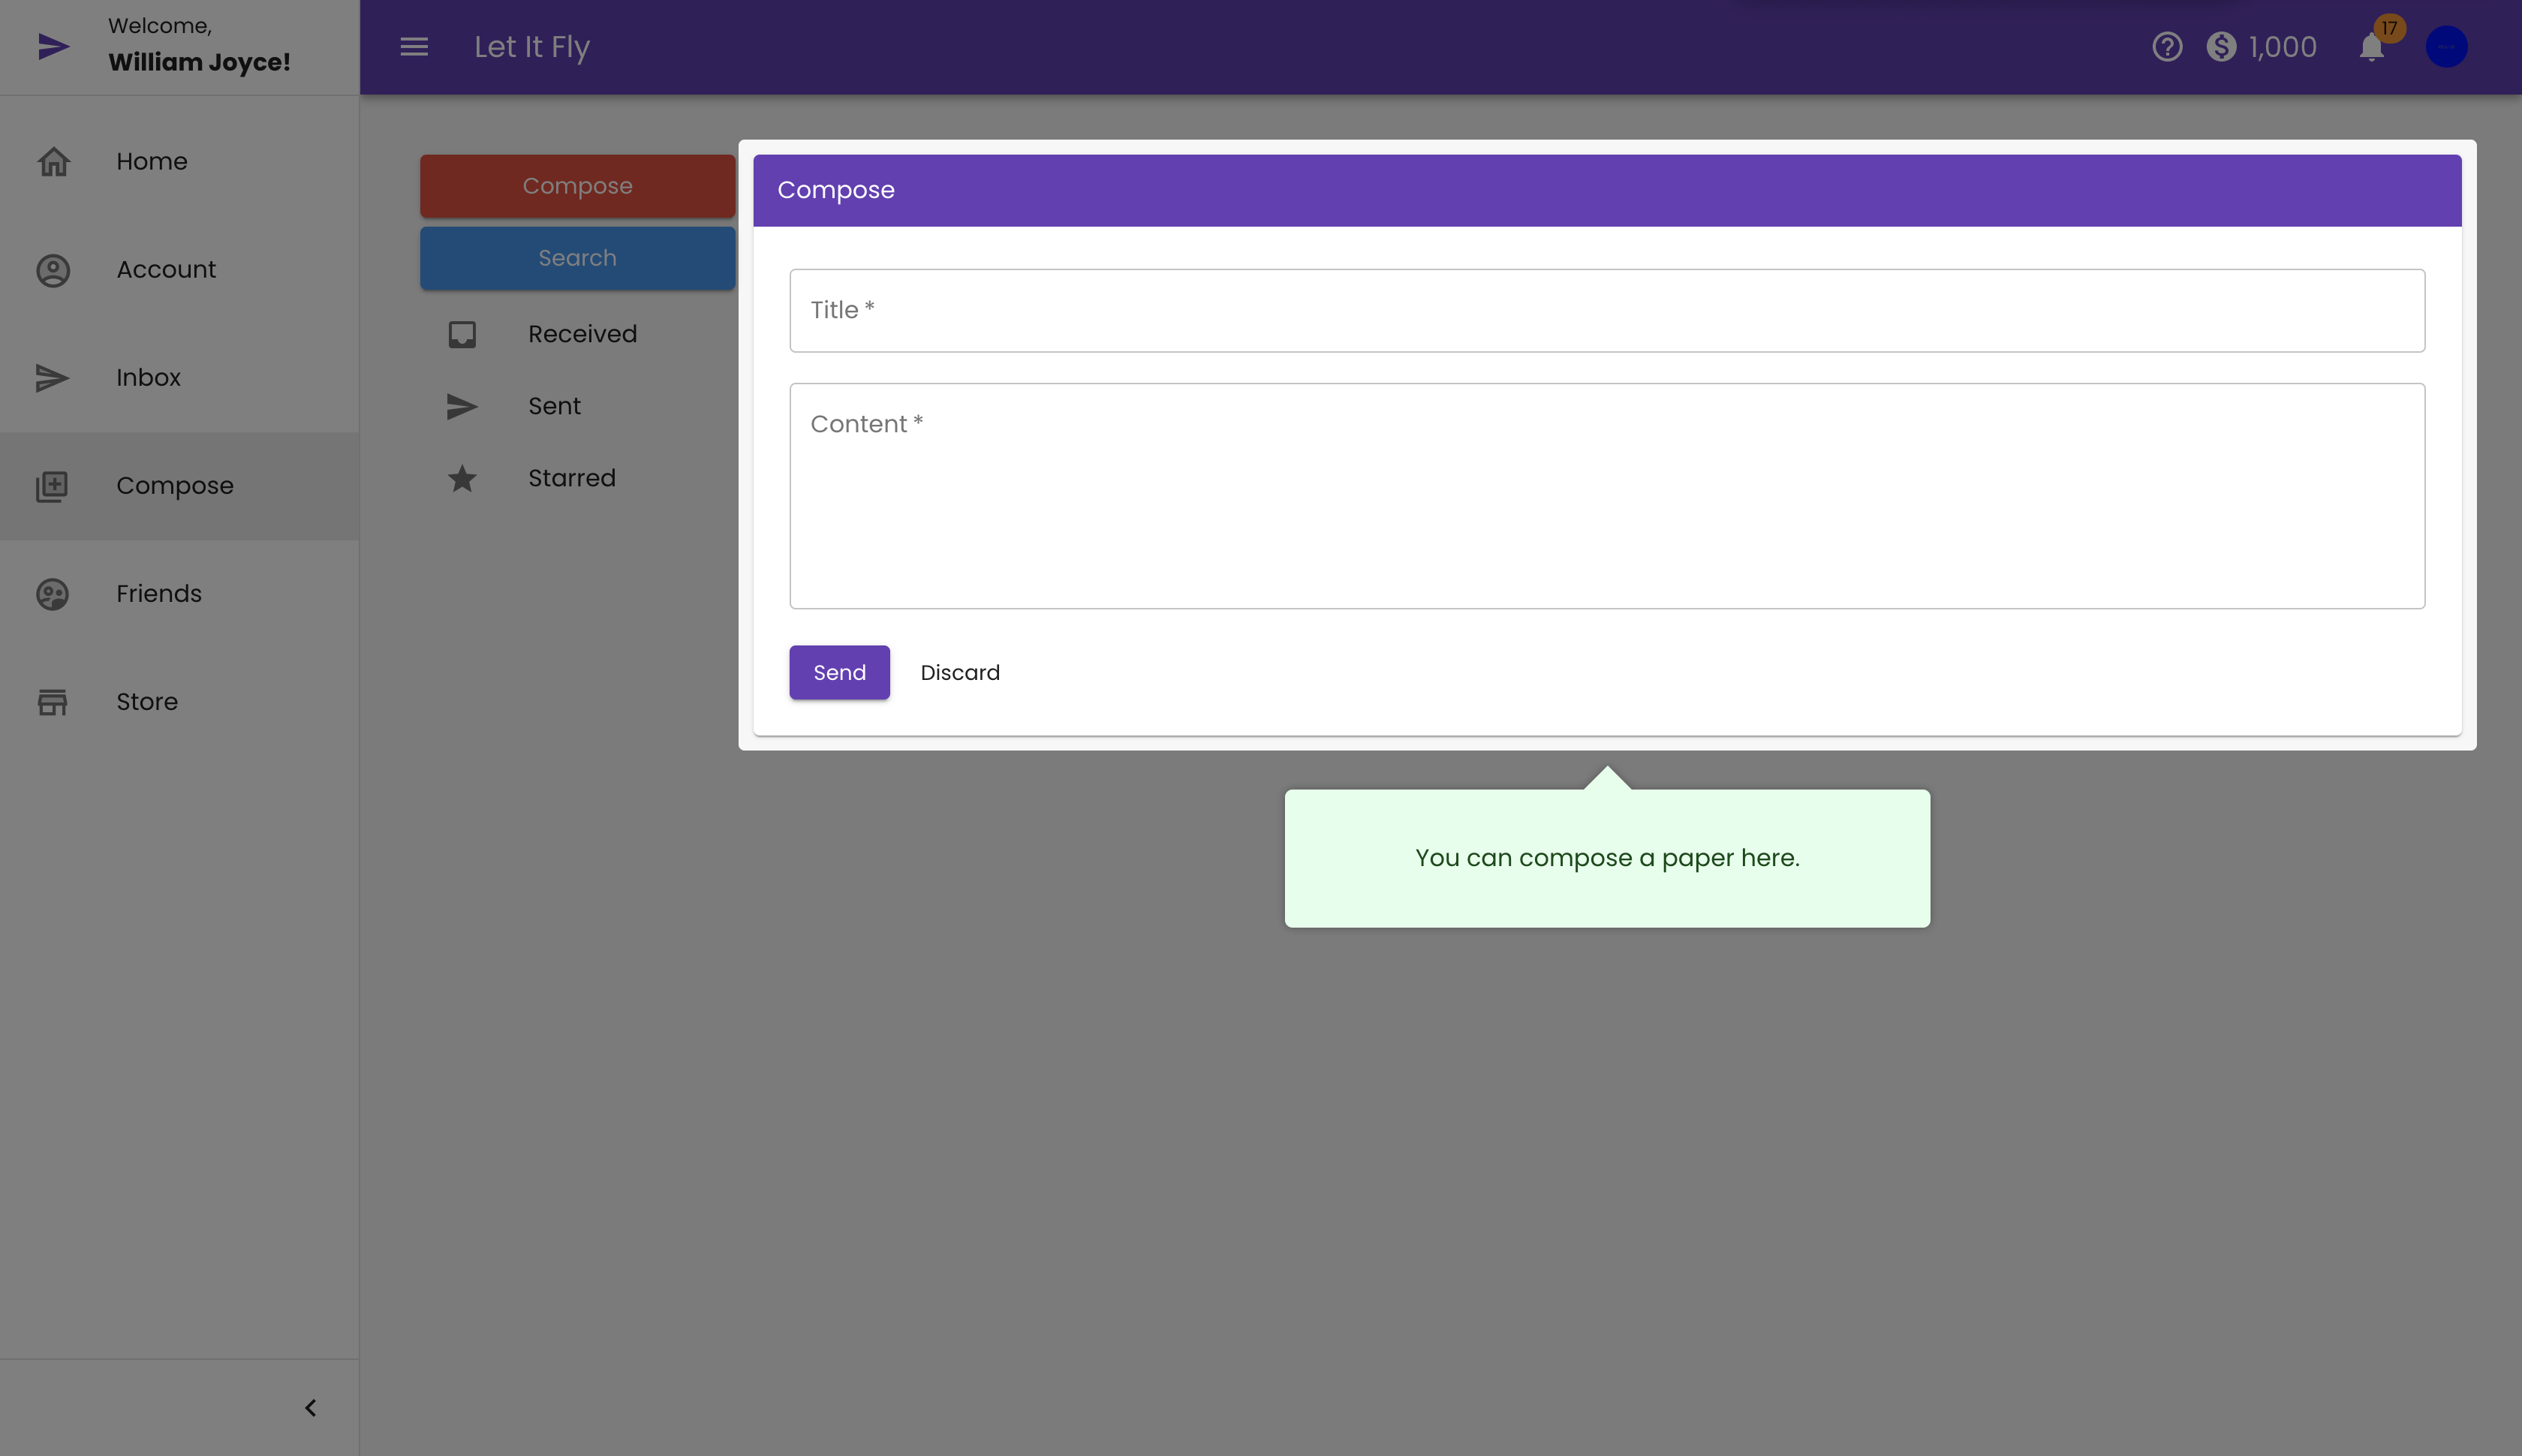 Welcome,
William Joyce!
Let It Fly
1,000
17
Home
Account
Inbox
Compose
Friends
Store
Compose
Search
Received
Sent
Starred
Compose
Title *
Content *
Send
Discard
You can compose a paper here.